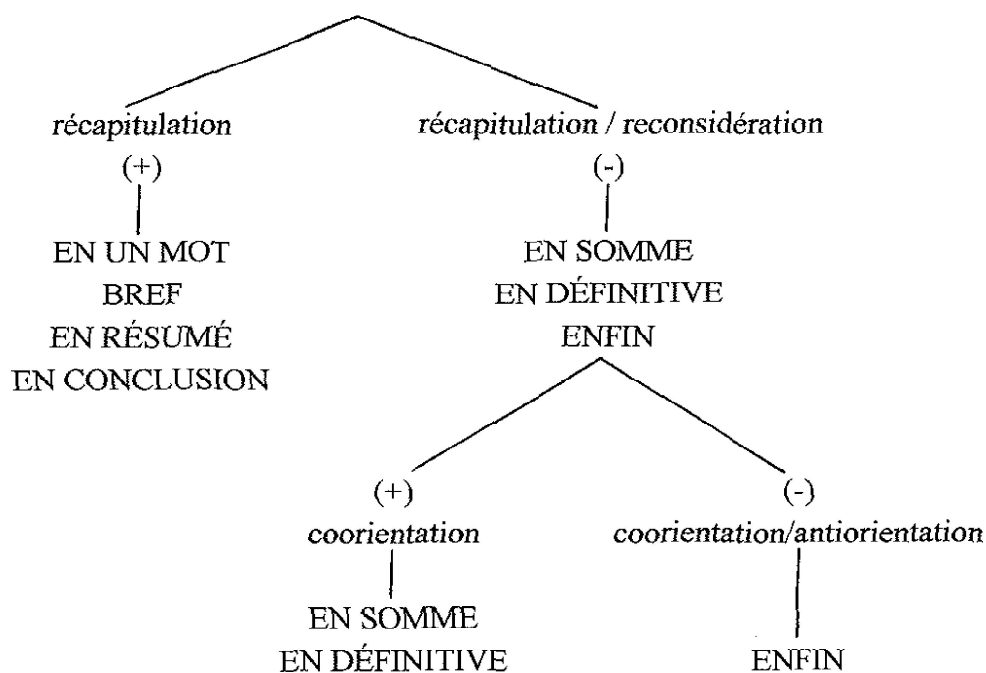 récapitulation
(+)
EN UN MOT
BREF
EN RÉSUMÉ
EN CONCLUSION
récapitulation / reconsidération
(-)
EN SOMME
EN DÉFINITIVE
ENFIN
(+)
coorientation
EN SOMME
EN DÉFINITIVE
(-)
coorientation/antiorientation
ENFIN